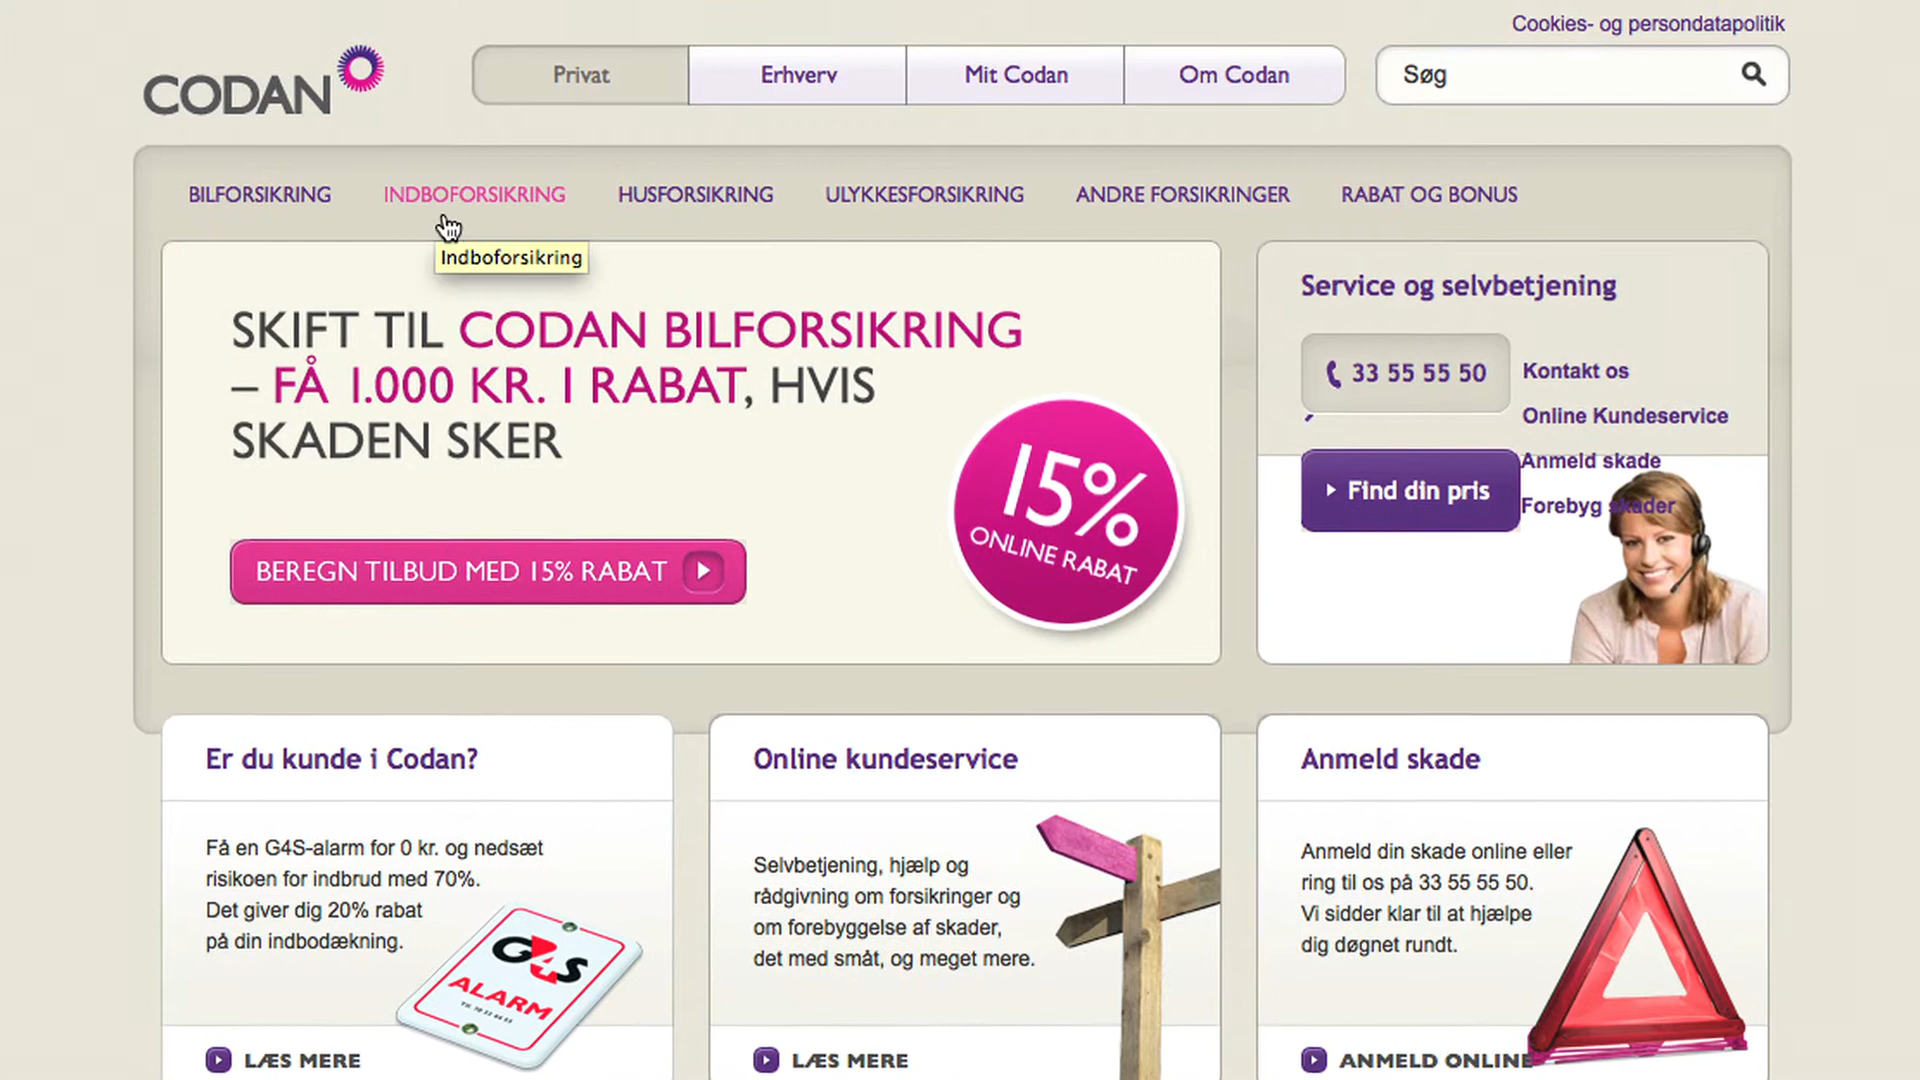 Cookies- og persondatapolitik
CODAN
Privat
Erhverv
Mit Codan
Om Codan
Søg
BILFORSIKRING
INDBOFORSIKRING
HUSFORSIKRING
ULYKKESFORSIKRING
ANDRE FORSIKRINGER
RABAT OG BONUS
Indboforsikring
SKIFT TIL CODAN BILFORSIKRING
– FÅ 1.000 KR. I RABAT, HVIS
SKADEN SKER
15%
ONLINE RABAT
BEREGN TILBUD MED 15% RABAT
Service og selvbetjening
33 55 55 50
Kontakt os
Online Kundeservice
Anmeld skade
Forebyg skader
Find din pris
Er du kunde i Codan?
Få en G4S-alarm for 0 kr. og nedsæt
risikoen for indbrud med 70%.
Det giver dig 20% rabat
på din indbodækning.
G4S
ALARM
LÆS MERE
Online kundeservice
Selvbetjening, hjælp og
rådgivning om forsikringer og
om forebyggelse af skader,
det med småt, og meget mere.
LÆS MERE
Anmeld skade
Anmeld din skade online eller
ring til os på 33 55 55 50.
Vi sidder klar til at hjælpe
dig døgnet rundt.
ANMELD ONLINE